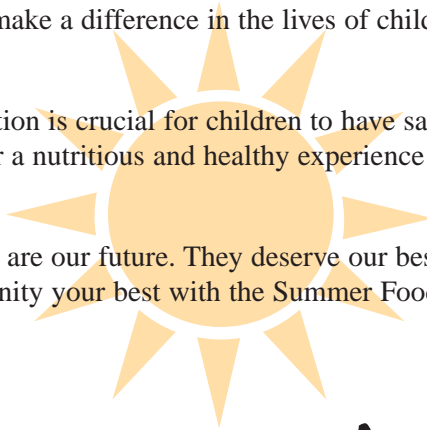 make a difference in the lives of child
tion is crucial for children to have sa
r a nutritious and healthy experience
are our future. They deserve our bes
nity your best with the Summer Food